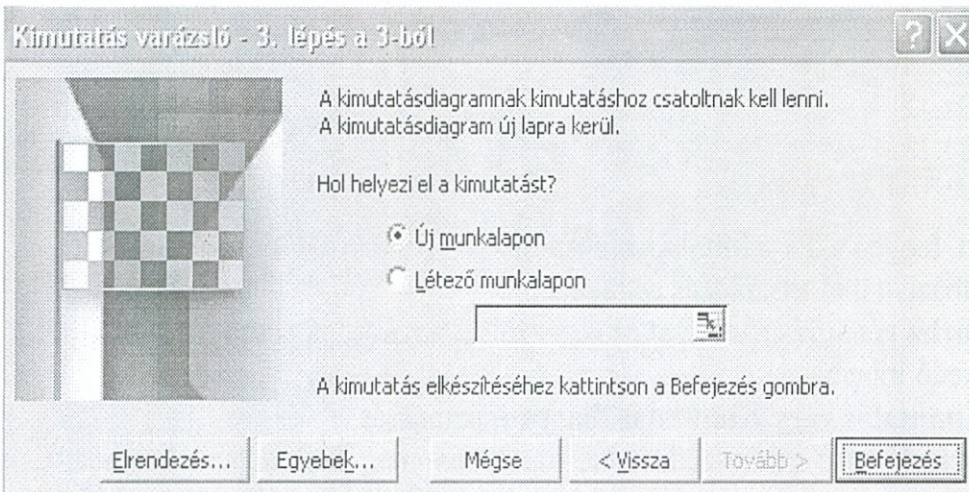 Kimutatás varázsló - 3. lépés a 3-ból
A kimutatásdiagramnak kimutatáshoz csatoltnak kell lenni.
A kimutatásdiagram új lapra kerül.
Hol helyezi el a kimutatást?
Új munkalapon
Létező munkalapon
A kimutatás elkészítéséhez kattintson a Befejezés gombra.
Elrendezés... Egyebek... Mégse < Vissza Tovább > Befejezés